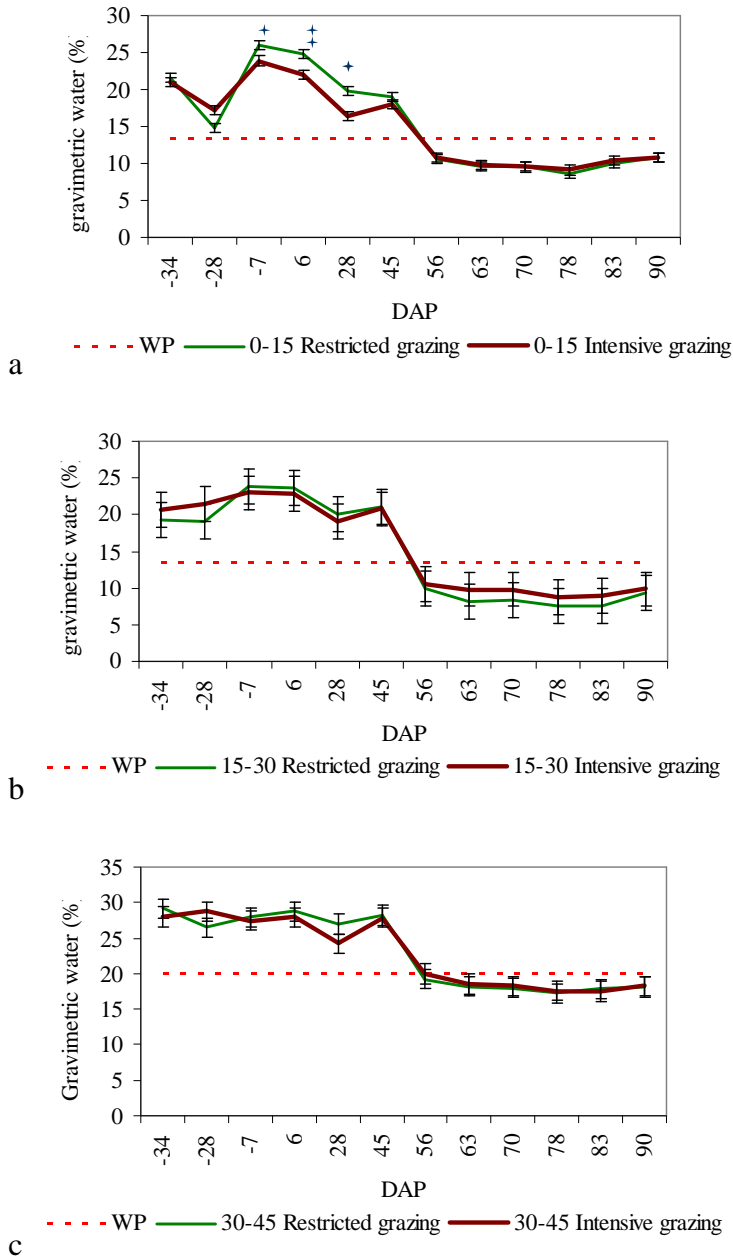 30
25
20
15
10
5
0
gravimetric water (%)
-34 -28 -7 6 28 45 56 63 70 78 83 90
DAP
WP 0-15 Restricted grazing 0-15 Intensive grazing
a
30
25
20
15
10
5
0
gravimetric water (%)
-34 -28 -7 6 28 45 56 63 70 78 83 90
DAP
WP 15-30 Restricted grazing 15-30 Intensive grazing
b
35
30
25
20
15
10
5
0
Gravimetric water (%)
-34 -28 -7 6 28 45 56 63 70 78 83 90
DAP
WP 30-45 Restricted grazing 30-45 Intensive grazing
c